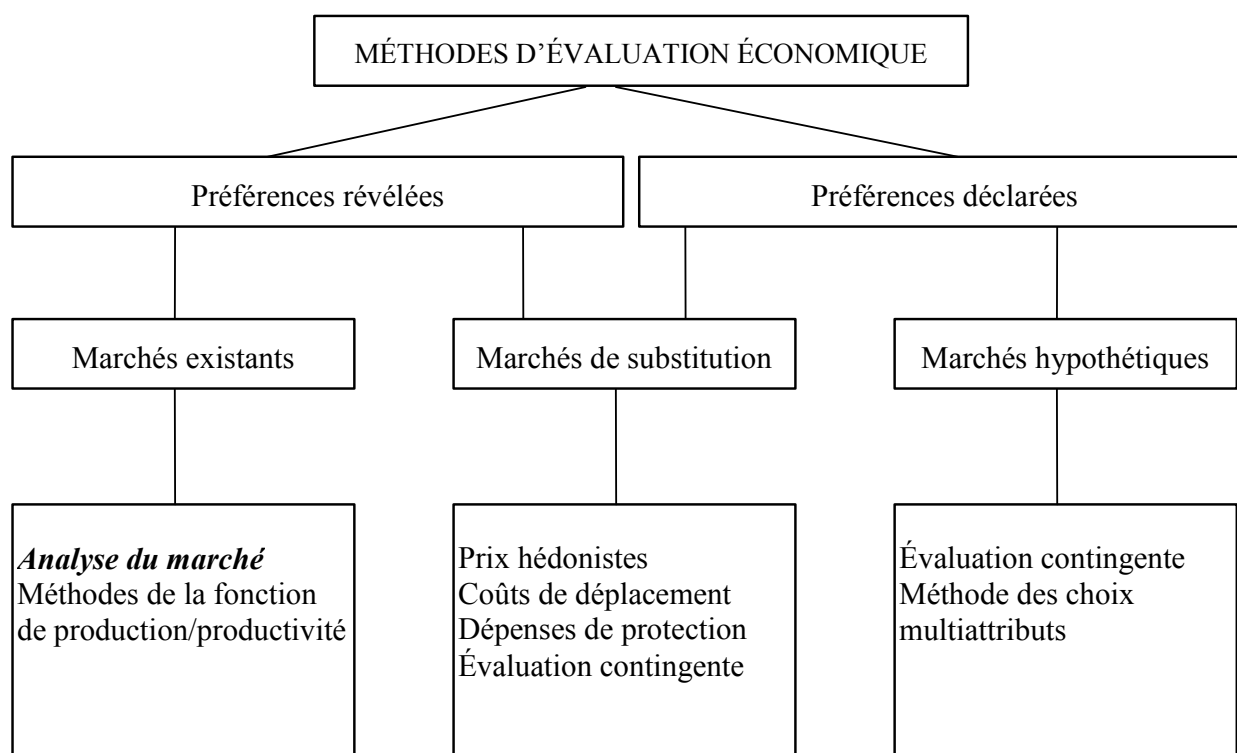 MÉTHODES D’ÉVALUATION ÉCONOMIQUE
Préférences révélées
Préférences déclarées
Marchés existants
Marchés de substitution
Marchés hypothétiques
Analyse du marché
Méthodes de la fonction
de production/productivité
Prix hédonistes
Coûts de déplacement
Dépenses de protection
Évaluation contingente
Évaluation contingente
Méthode des choix
multiattributs